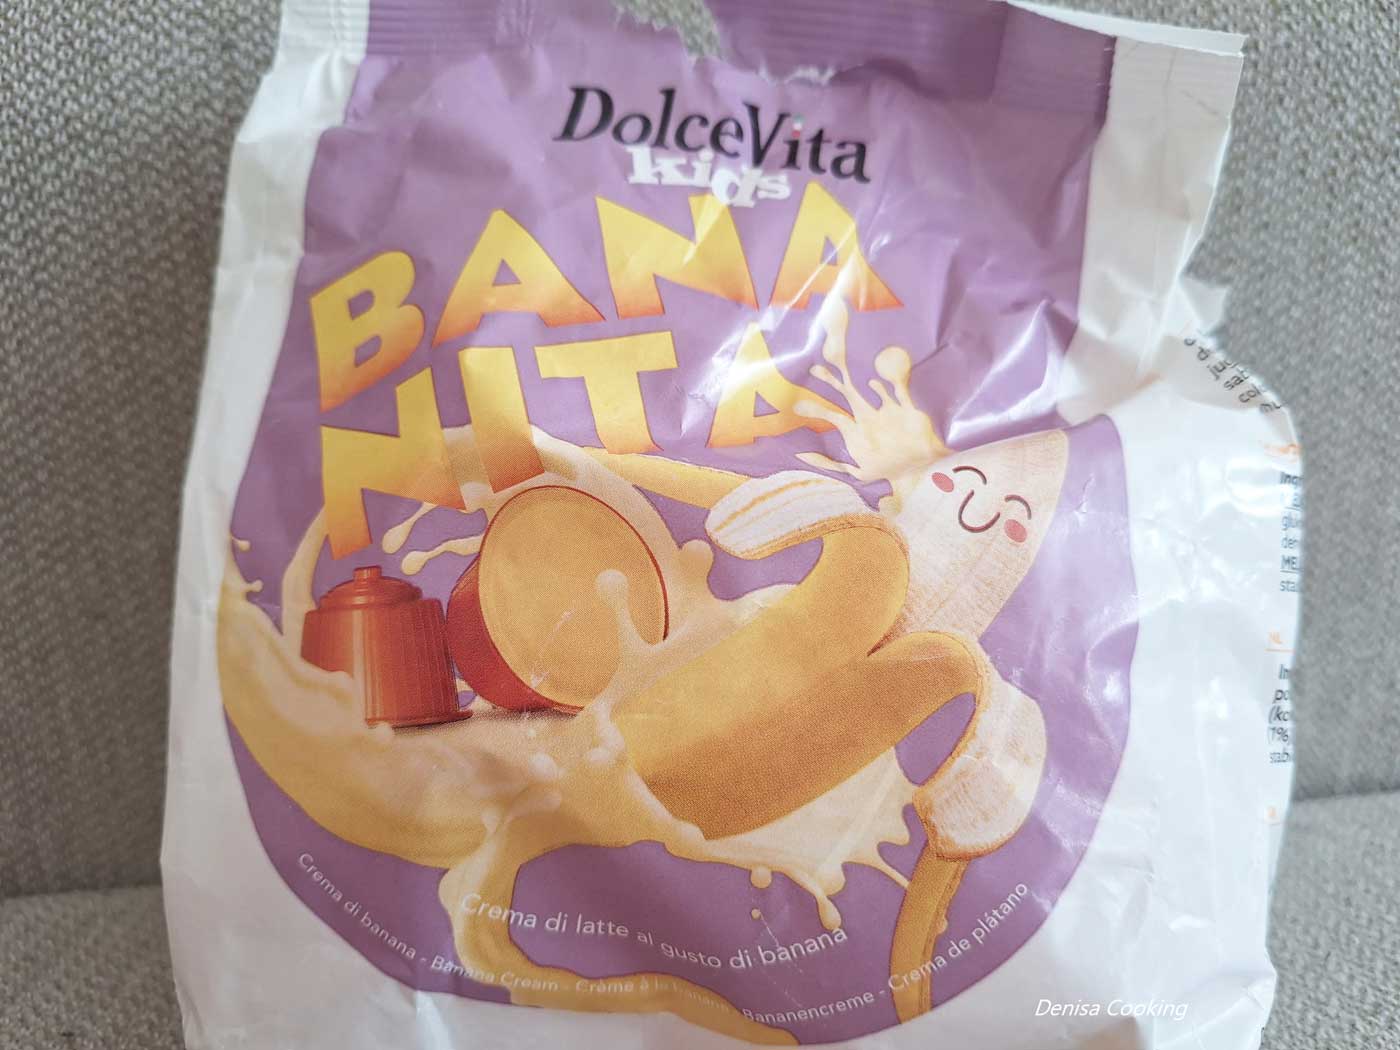 DolceVita
kids
BANA
NITA
Crema di latte al gusto di banana
Crema di banana - Banana Cream - Crème à la banane - Bananencreme - Crema de plátano
Denisa Cooking